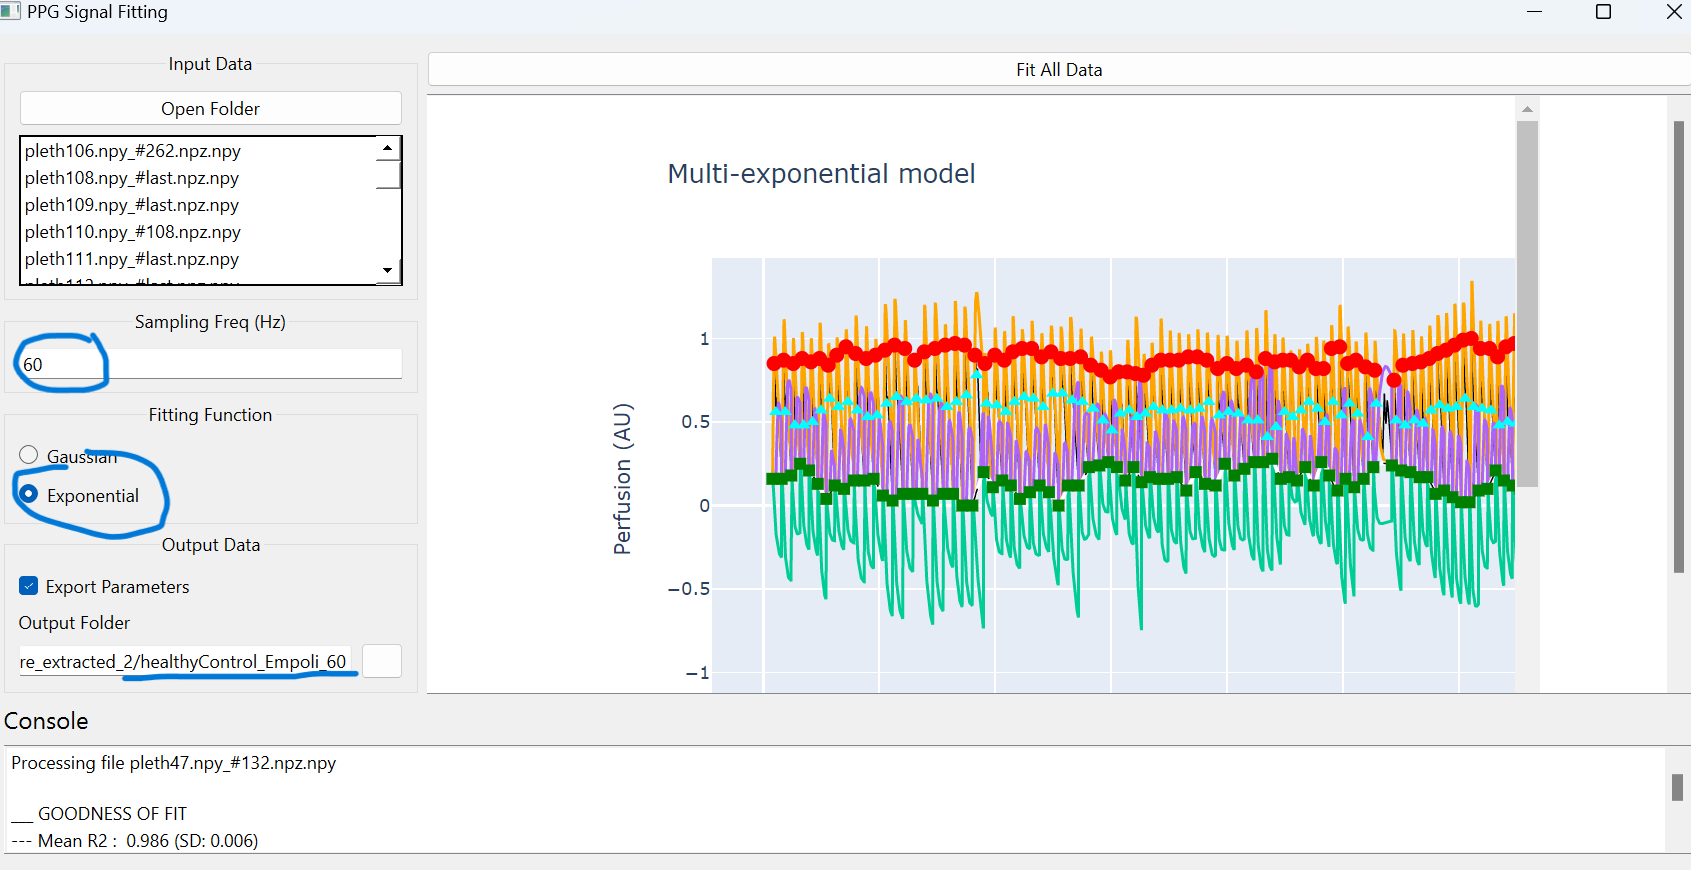 PPG Signal Fitting
Input Data
Open Folder
pleth106.npy_#262.npz.npy
pleth108.npy_#last.npz.npy
pleth109.npy_#last.npz.npy
pleth110.npy_#108.npz.npy
pleth111.npy_#last.npz.npy
Sampling Freq (Hz)
60
Fitting Function
Gaussian
Exponential
Output Data
Export Parameters
Output Folder
re_extracted_2/healthyControl_Empoli_60
Fit All Data
Multi-exponential model
Perfusion (AU)
1
0.5
0
−0.5
−1
Console
Processing file pleth47.npy_#132.npz.npy
___ GOODNESS OF FIT
--- Mean R2 :  0.986 (SD: 0.006)